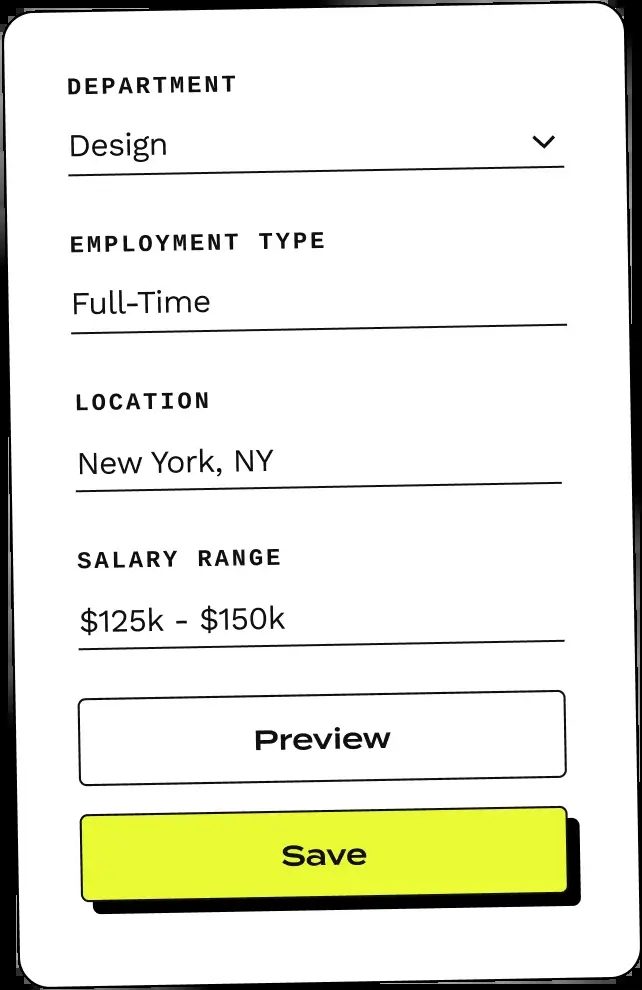 DEPARTMENT
Design
EMPLOYMENT TYPE
Full-Time
LOCATION
New York, NY
SALARY RANGE
$125k - $150k
Preview
Save